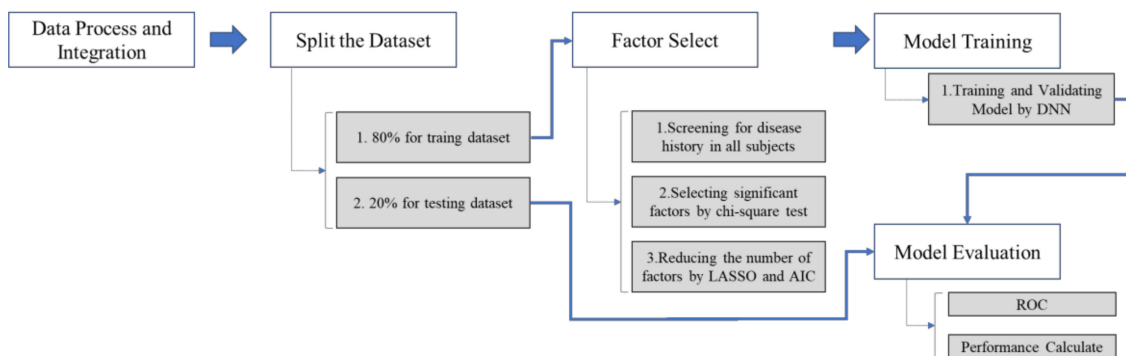 Data Process and
Integration
Split the Dataset
1. 80% for traing dataset
2. 20% for testing dataset
Factor Select
1.Screening for disease
history in all subjects
2.Selecting significant
factors by chi-square test
3.Reducing the number of
factors by LASSO and AIC
Model Training
1.Training and Validating
Model by DNN
Model Evaluation
ROC
Performance Calculate